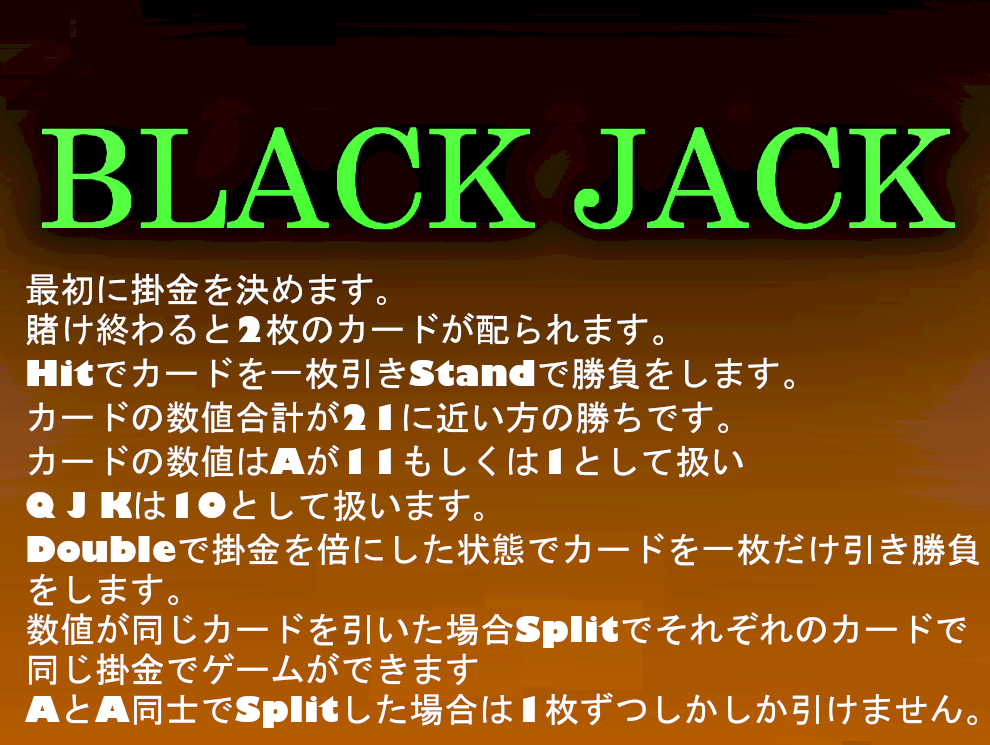 BLACK JACK
最初に掛金を決めます。
賭け終わると2枚のカードが配られます。
Hitでカードを一枚引きStandで勝負をします。
カードの数値合計が21に近い方の勝ちです。
カードの数値はAが11もしくは1として扱い
Q J Kは10として扱います。
Doubleで掛金を倍にした状態でカードを一枚だけ引き勝負
をします。
数値が同じカードを引いた場合Splitでそれぞれのカードで
同じ掛金でゲームができます
AとA同士でSplitした場合は1枚ずつしかしか引けません。